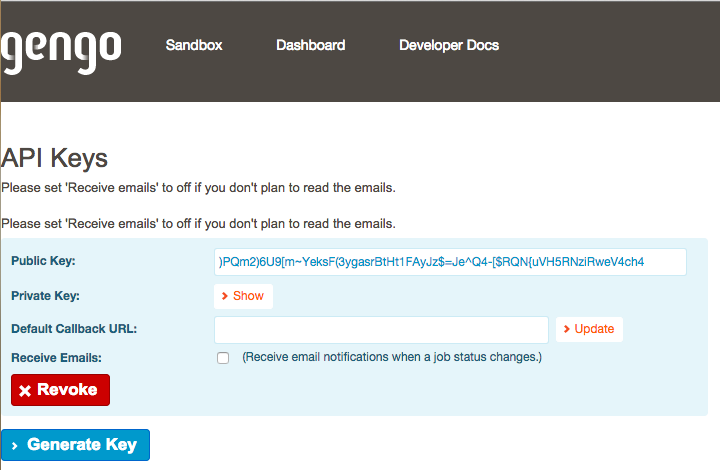 gengo Sandbox Dashboard Developer Docs
API Keys
Please set 'Receive emails' to off if you don't plan to read the emails.
Please set 'Receive emails' to off if you don't plan to read the emails.
Public Key: )PQm2)6U9[m~YeksF(3ygasrBtHt1FAyJz$=Je^Q4-[$RQN{uVH5RNziRweV4ch4
Private Key: Show
Default Callback URL: Update
Receive Emails: (Receive email notifications when a job status changes.)
Revoke
Generate Key